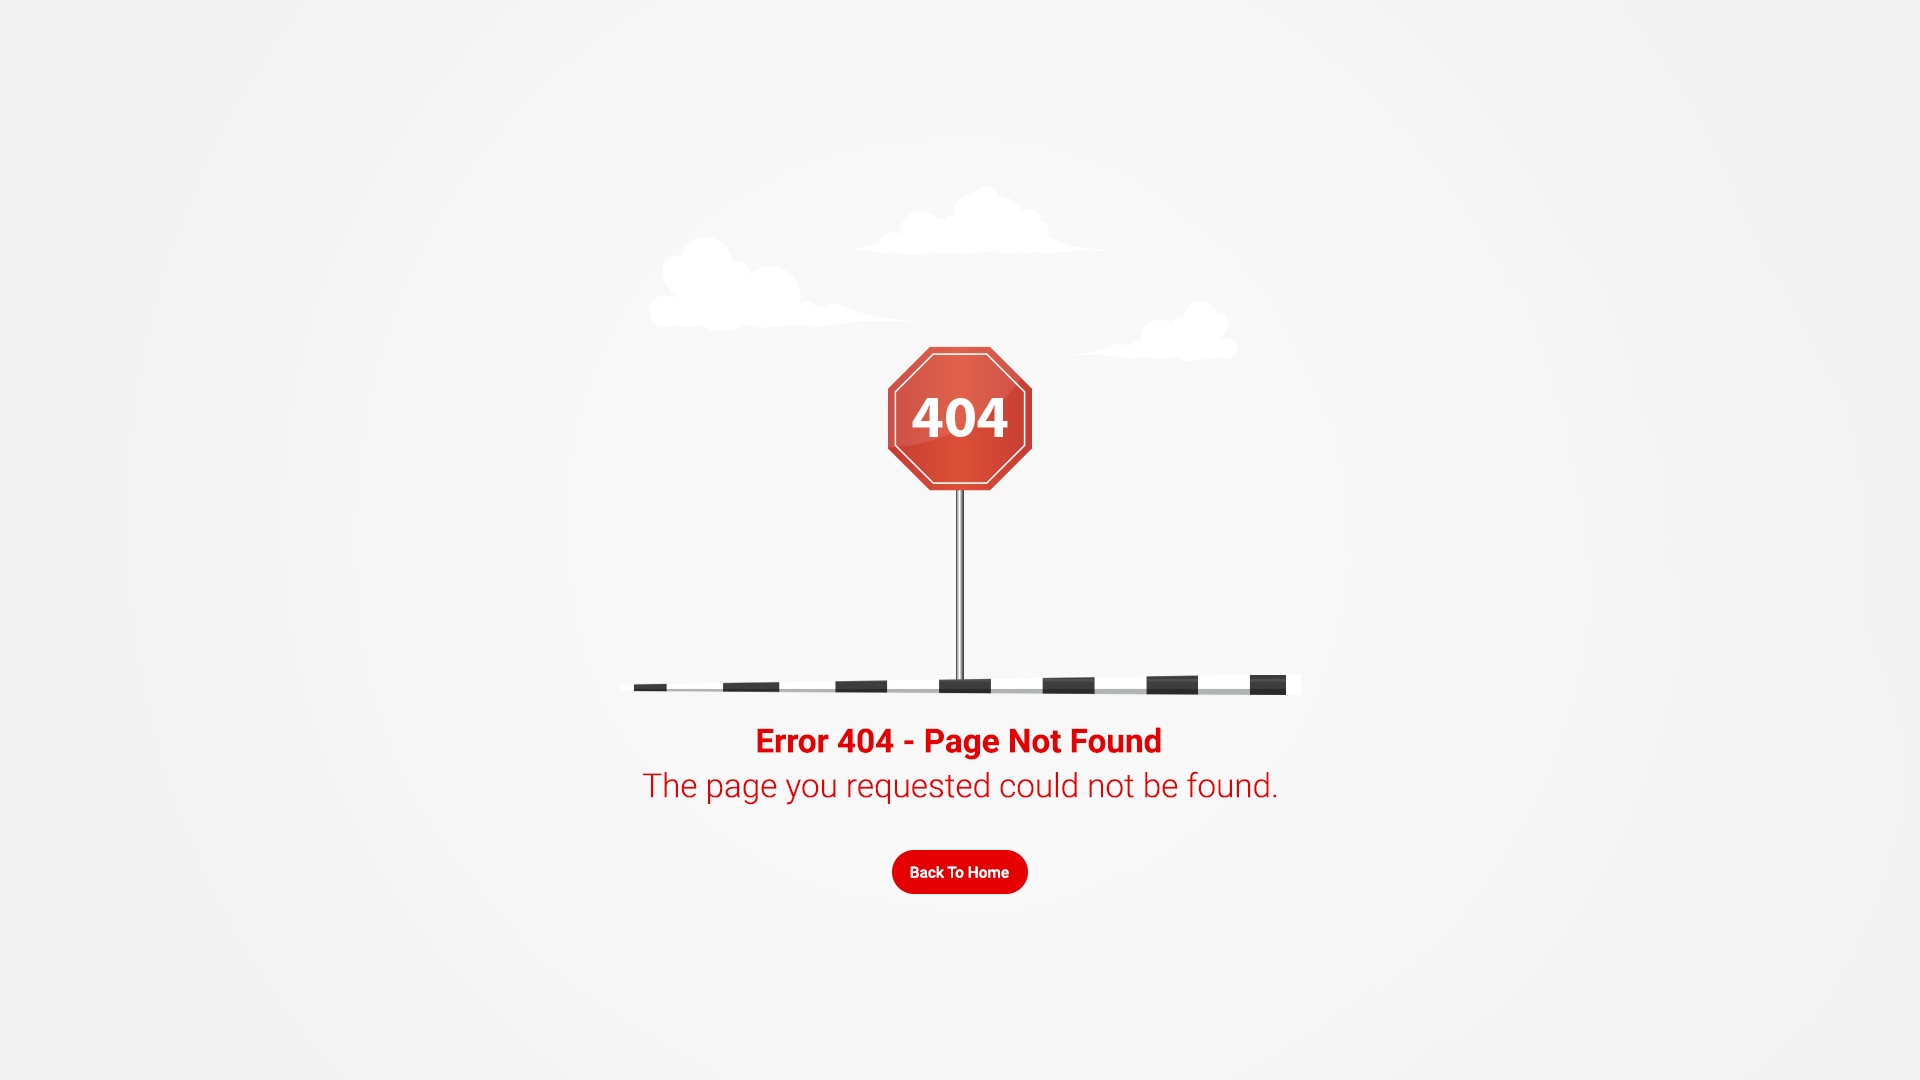 404
Error 404 - Page Not Found
The page you requested could not be found.
Back To Home